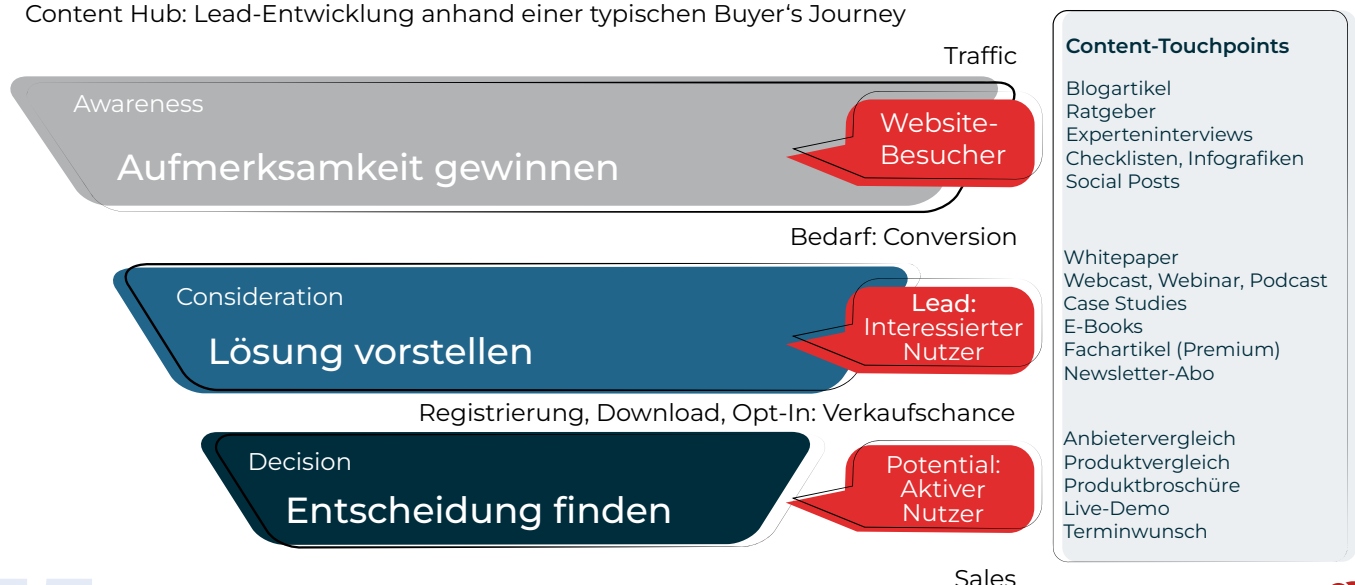 Content Hub: Lead-Entwicklung anhand einer typischen Buyer‘s Journey
Traffic
Awareness
Aufmerksamkeit gewinnen
Website-
Besucher
Bedarf: Conversion
Consideration
Lösung vorstellen
Lead:
Interessierter
Nutzer
Registrierung, Download, Opt-In: Verkaufschance
Decision
Entscheidung finden
Potential:
Aktiver
Nutzer
Sales
Content-Touchpoints
Blogartikel
Ratgeber
Experteninterviews
Checklisten, Infografiken
Social Posts
Whitepaper
Webcast, Webinar, Podcast
Case Studies
E-Books
Fachartikel (Premium)
Newsletter-Abo
Anbietervergleich
Produktvergleich
Produktbroschüre
Live-Demo
Terminwunsch